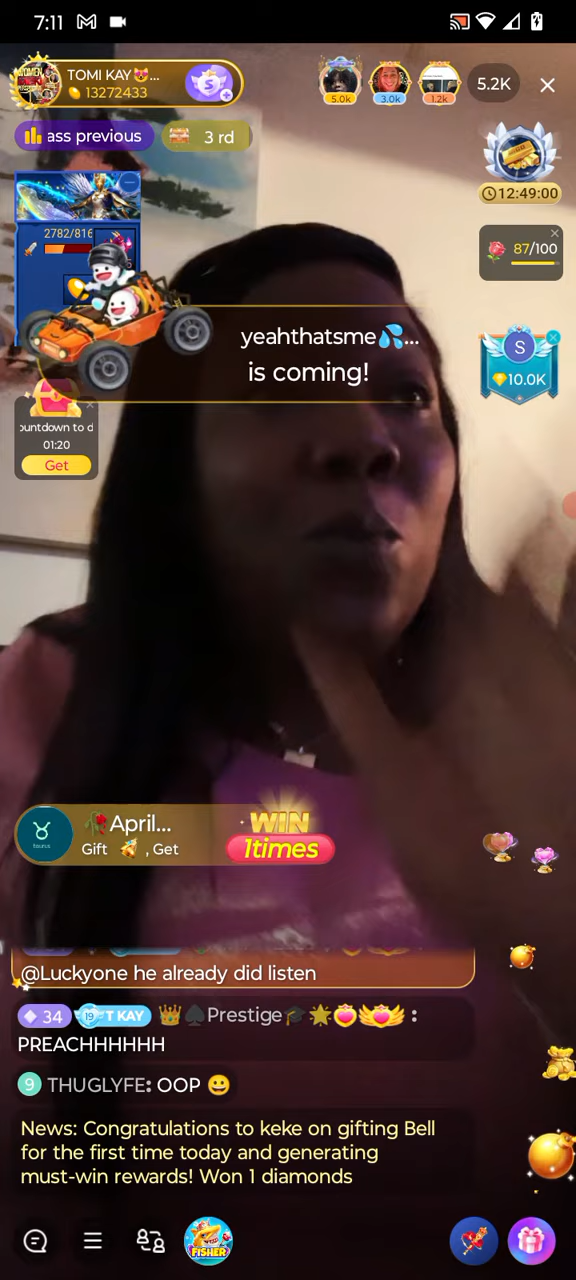 7:11
TOMI KAY😻...
13272433
S
5.0k
3.0k
1.2k
5.2K
ass previous
3 rd
12:49:00
2782/816
87/100
yeahthatsme💦...
is coming!
S
10.0K
ountdown to d
01:20
Get
🥀April...
Gift , Get
WIN
1times
taurus
@Luckyone he already did listen
34 19 T KAY 👑♠Prestige🎓🌟 :
PREACHHHHHH
9 THUGLYFE: OOP 😀
News: Congratulations to keke on gifting Bell
for the first time today and generating
must-win rewards! Won 1 diamonds
FISHER